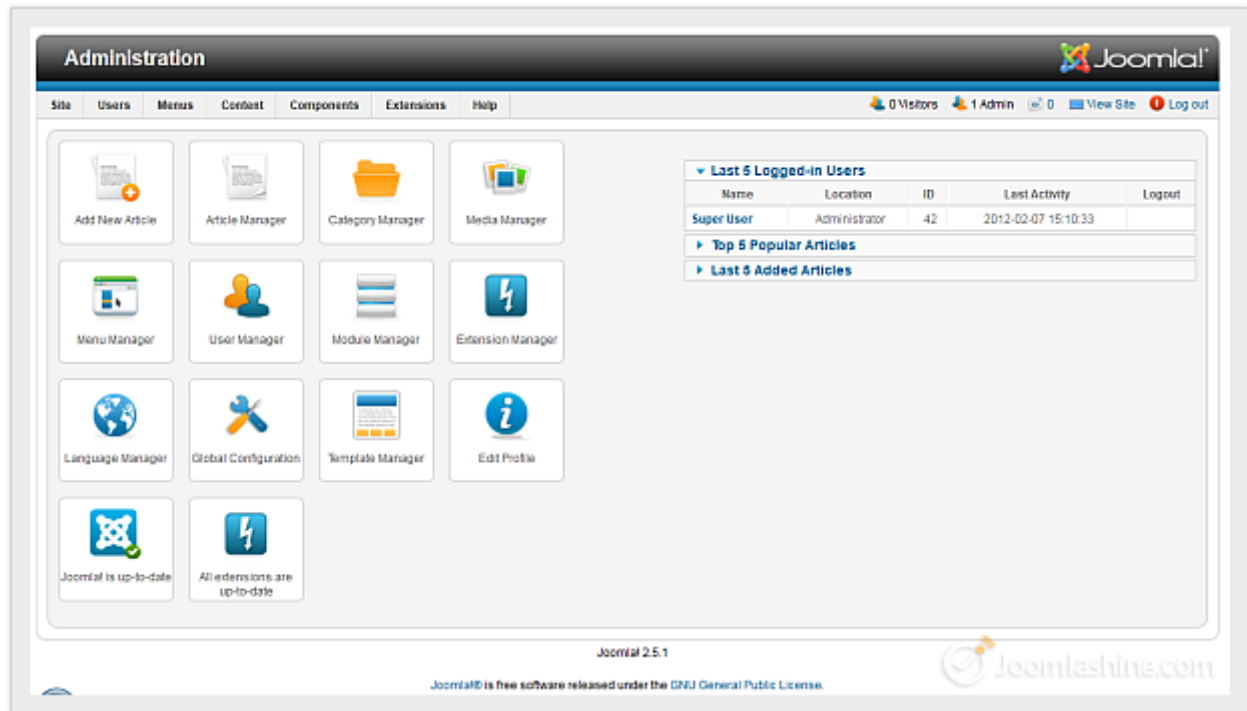 Administration
Joomla!
Site Users Menus Content Components Extensions Help
0 Visitors 1 Admin 0 View Site Log out
Add New Article Article Manager Category Manager Media Manager
Last 5 Logged-in Users
Name Location ID Last Activity Logout
Super User Administrator 42 2012-02-07 15:10:33
Top 5 Popular Articles
Last 5 Added Articles
Menu Manager User Manager Module Manager Extension Manager
Language Manager Global Configuration Template Manager Edit Profile
Joomla! is up-to-date All extensions are
up-to-date
Joomla! 2.5.1
Joomla!® is free software released under the GNU General Public License.
Joomlashine.com